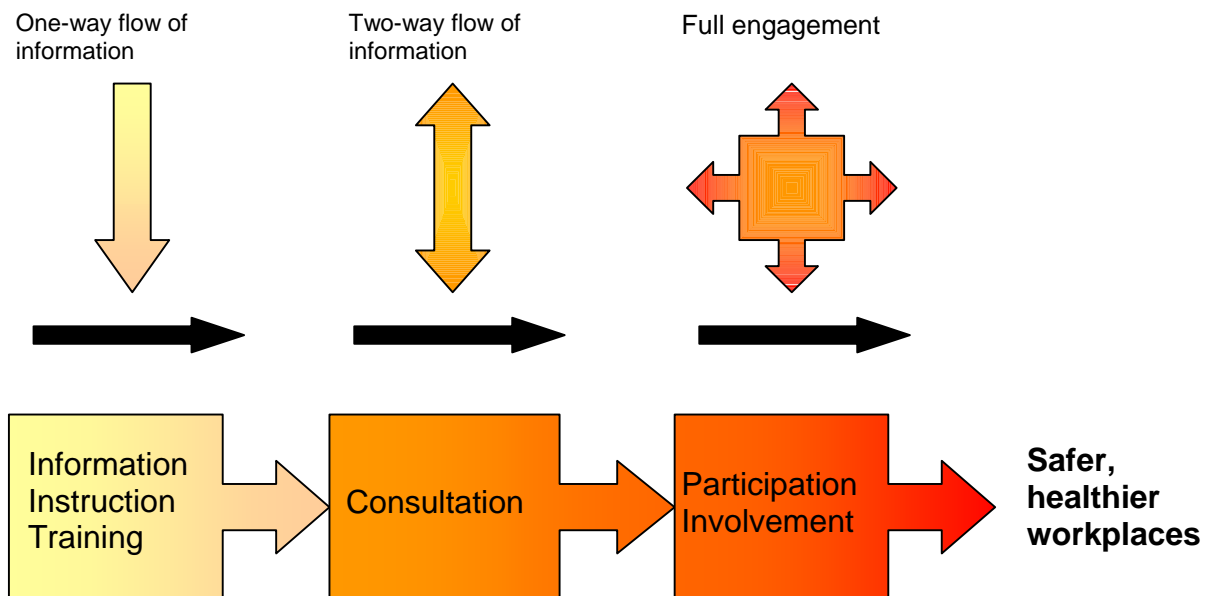 One-way flow of
information
Two-way flow of
information
Full engagement
Information
Instruction
Training
Consultation
Participation
Involvement
Safer,
healthier
workplaces